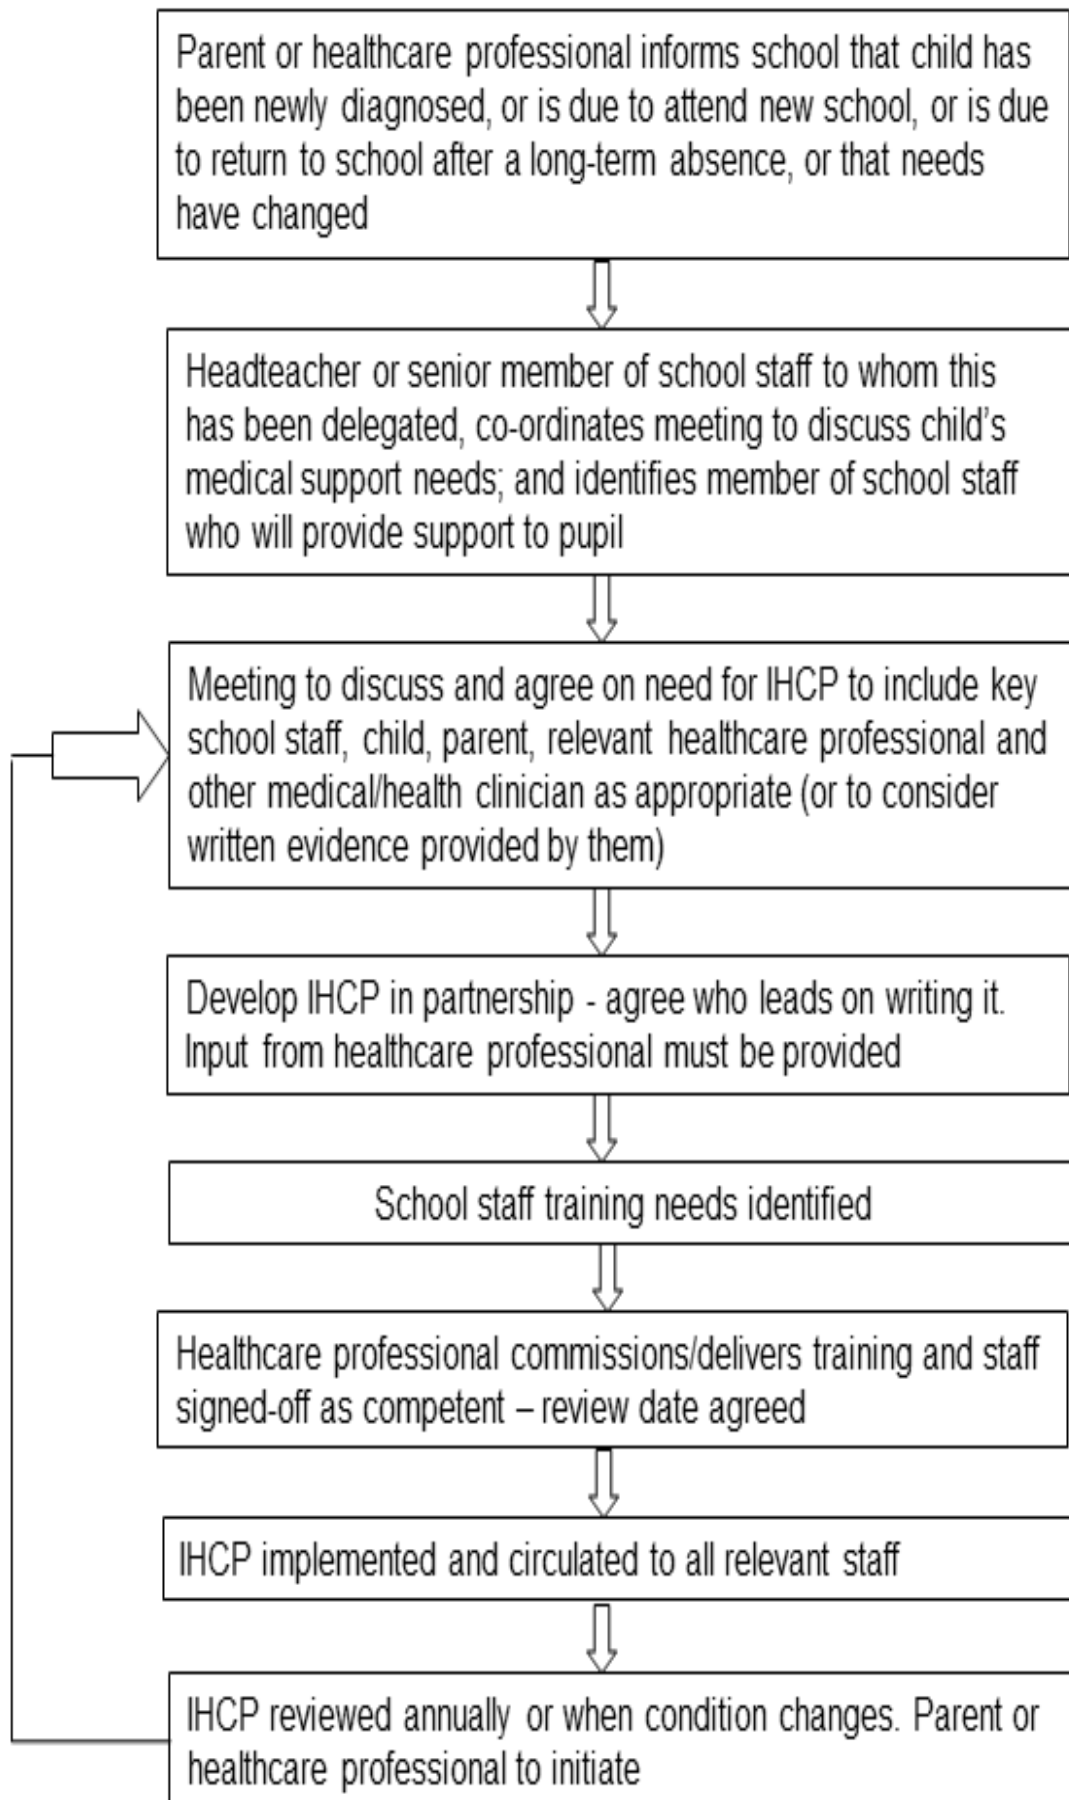 Parent or healthcare professional informs school that child has
been newly diagnosed, or is due to attend new school, or is due
to return to school after a long-term absence, or that needs
have changed
Headteacher or senior member of school staff to whom this
has been delegated, co-ordinates meeting to discuss child's
medical support needs; and identifies member of school staff
who will provide support to pupil
Meeting to discuss and agree on need for IHCP to include key
school staff, child, parent, relevant healthcare professional and
other medical/health clinician as appropriate (or to consider
written evidence provided by them)
Develop IHCP in partnership - agree who leads on writing it.
Input from healthcare professional must be provided
School staff training needs identified
Healthcare professional commissions/delivers training and staff
signed-off as competent – review date agreed
IHCP implemented and circulated to all relevant staff
IHCP reviewed annually or when condition changes. Parent or
healthcare professional to initiate